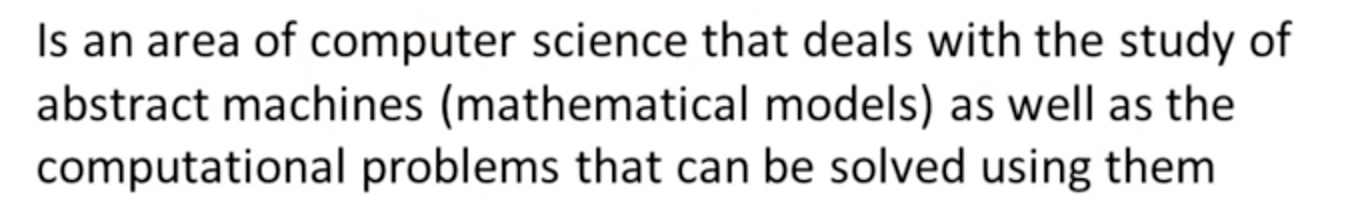 Is an area of computer science that deals with the study of
abstract machines (mathematical models) as well as the
computational problems that can be solved using them